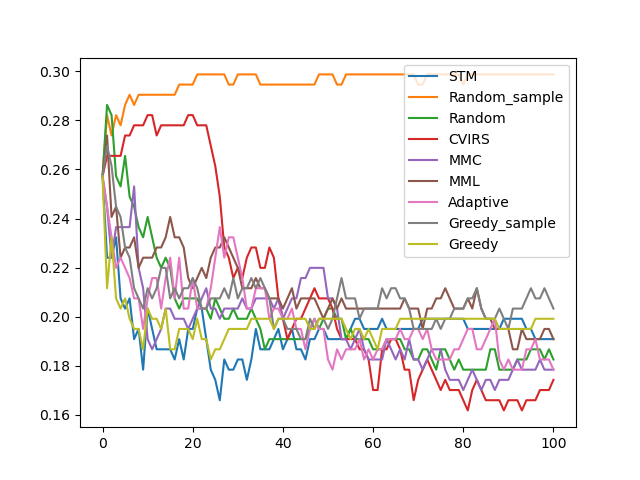 0.30
0.28
0.26
0.24
0.22
0.20
0.18
0.16
0
20
40
60
80
100
STM
Random_sample
Random
CVIRS
MMC
MML
Adaptive
Greedy_sample
Greedy